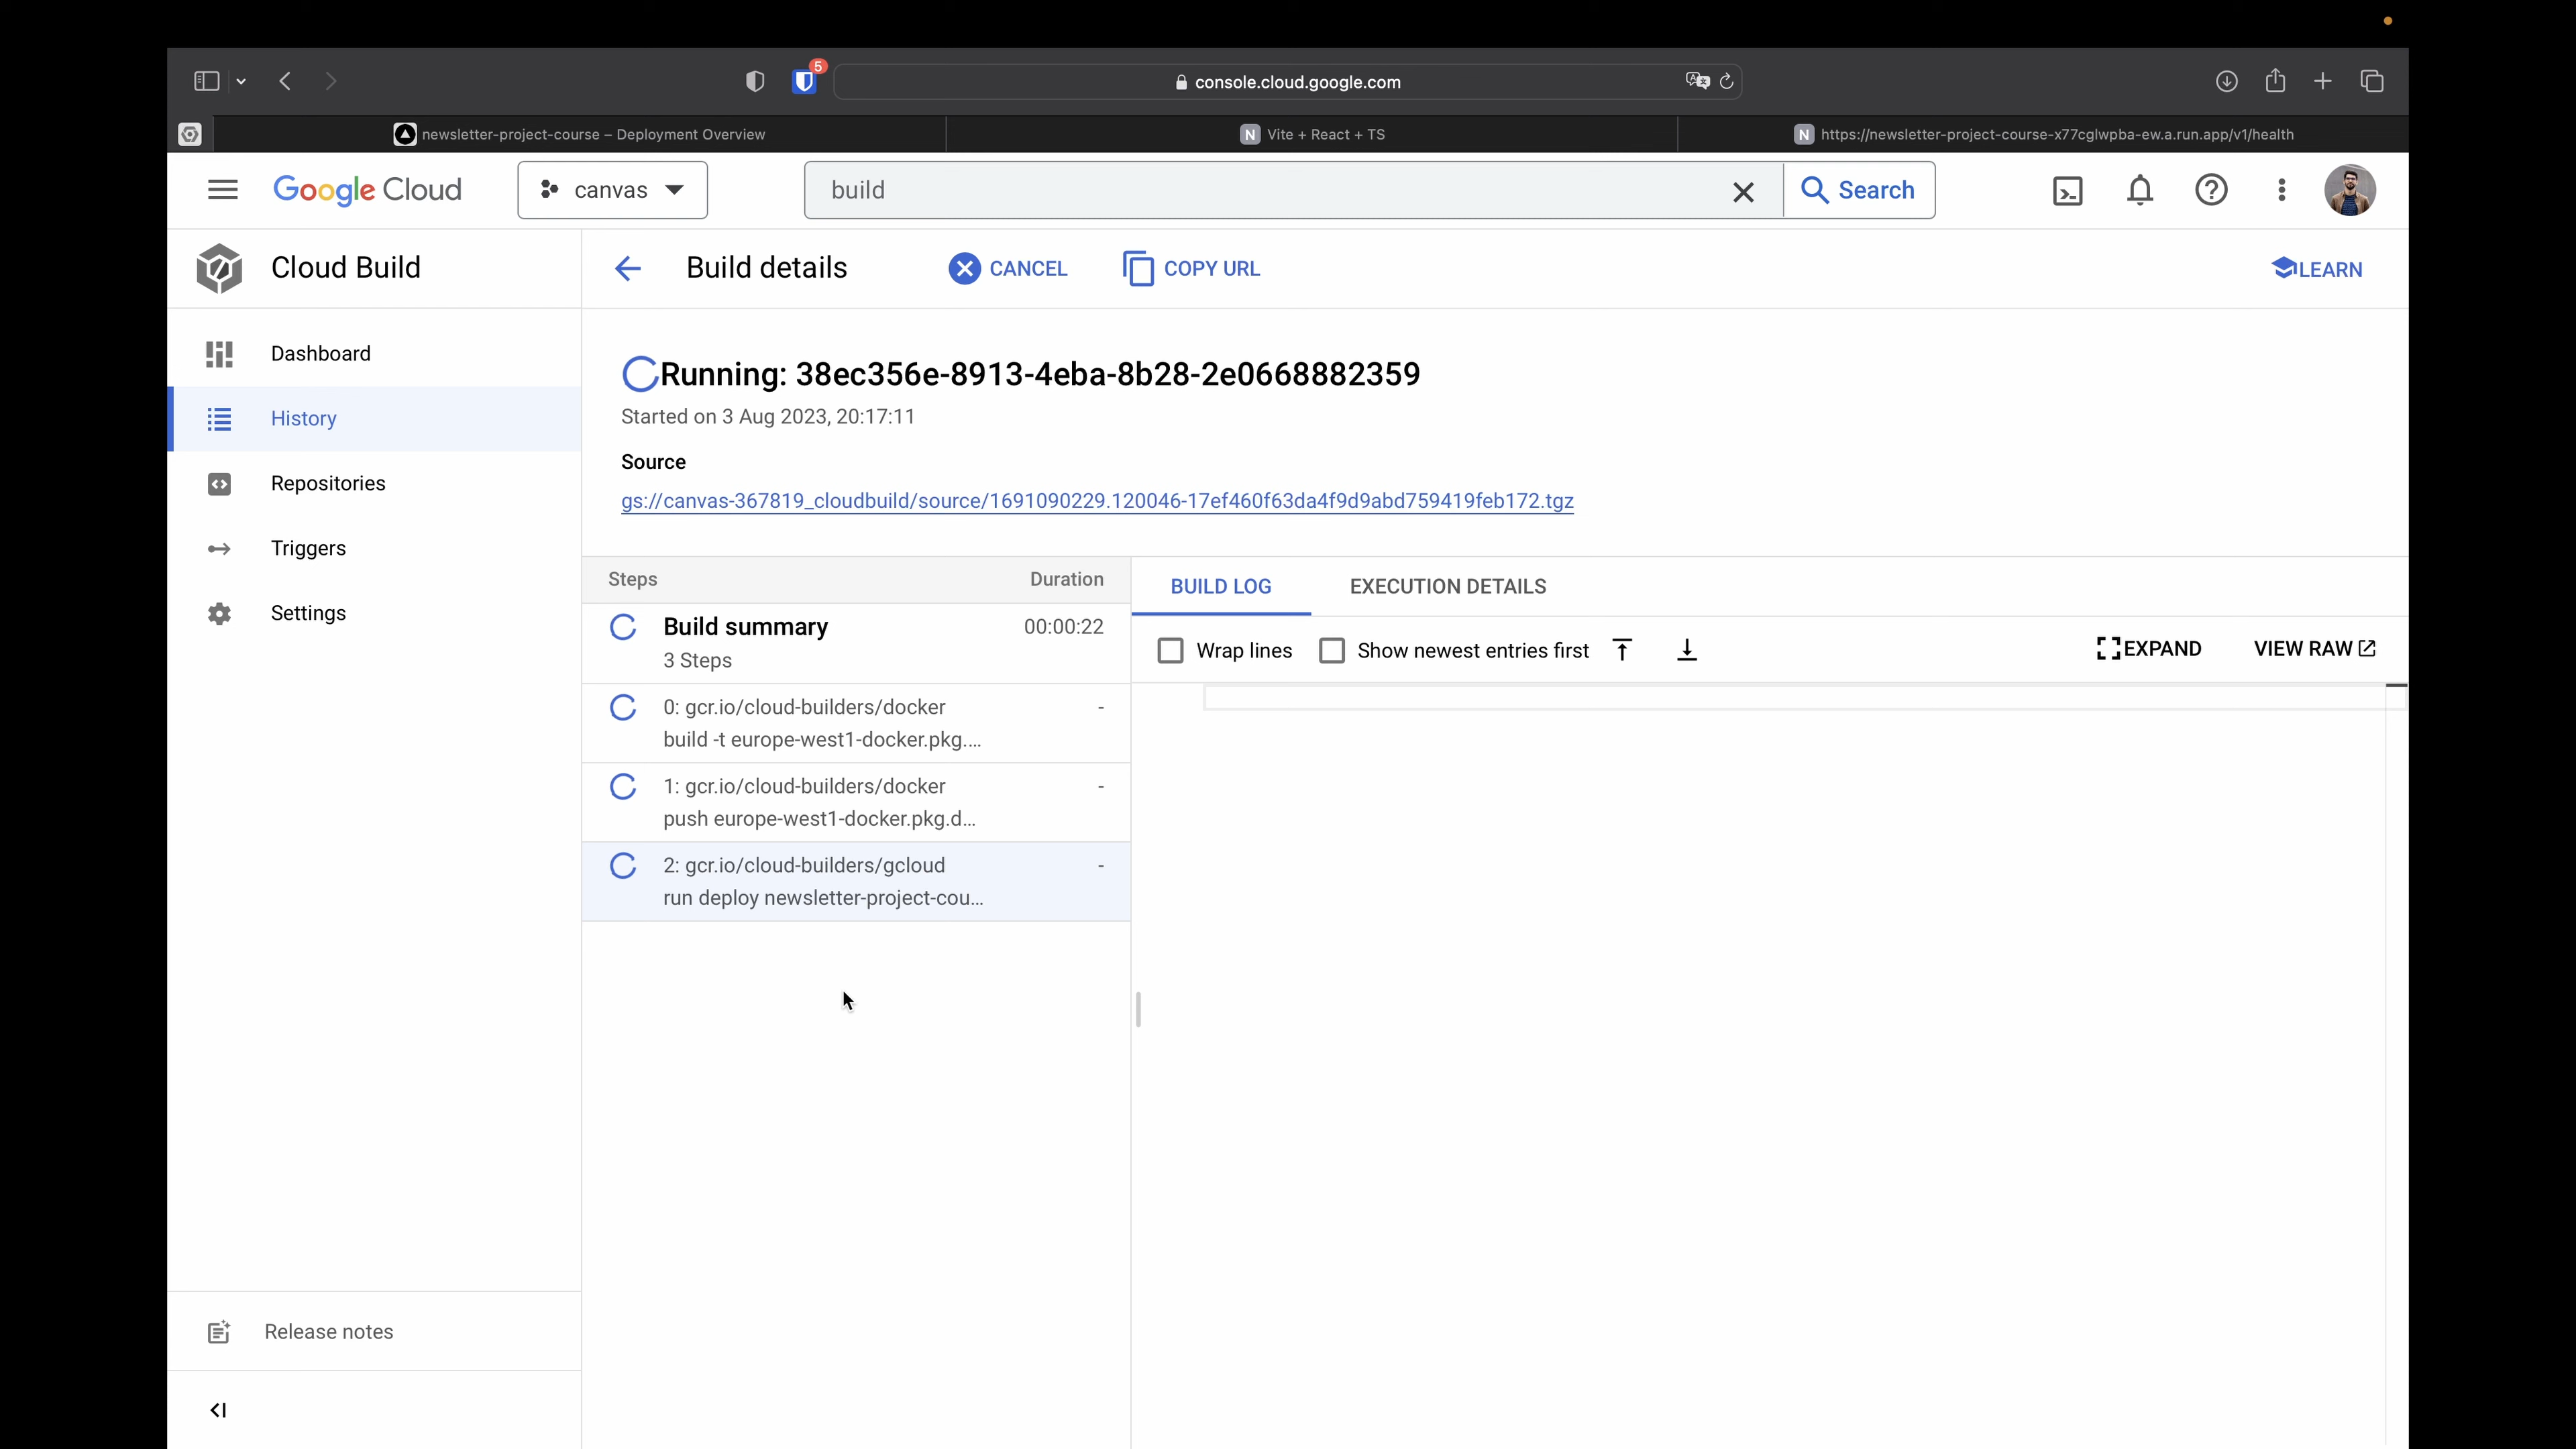 5
console.cloud.google.com
newsletter-project-course – Deployment Overview
N Vite + React + TS
N https://newsletter-project-course-x77cglwpba-ew.a.run.app/v1/health
Google Cloud
canvas
build
Search
Cloud Build
Build details
CANCEL
COPY URL
LEARN
Dashboard
History
Repositories
Triggers
Settings
Release notes
Running: 38ec356e-8913-4eba-8b28-2e0668882359
Started on 3 Aug 2023, 20:17:11
Source
gs://canvas-367819_cloudbuild/source/1691090229.120046-17ef460f63da4f9d9abd759419feb172.tgz
Steps Duration
Build summary 00:00:22
3 Steps
0: gcr.io/cloud-builders/docker -
build -t europe-west1-docker.pkg.…
1: gcr.io/cloud-builders/docker -
push europe-west1-docker.pkg.d…
2: gcr.io/cloud-builders/gcloud -
run deploy newsletter-project-cou…
BUILD LOG EXECUTION DETAILS
Wrap lines Show newest entries first EXPAND VIEW RAW